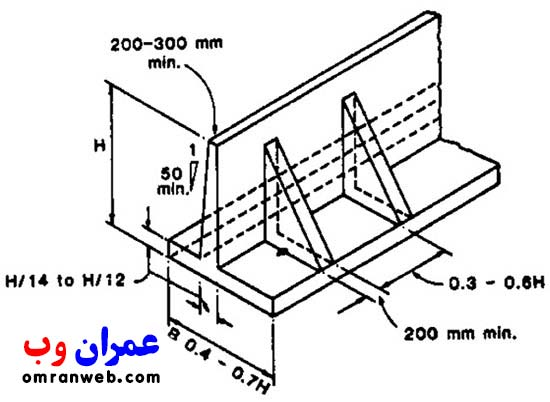 200-300 mm
min.
H
1
50
min.
H/14 to H/12
0.3 - 0.6H
200 mm min.
B 0.4 - 0.7H
عمران وب
omranweb.com